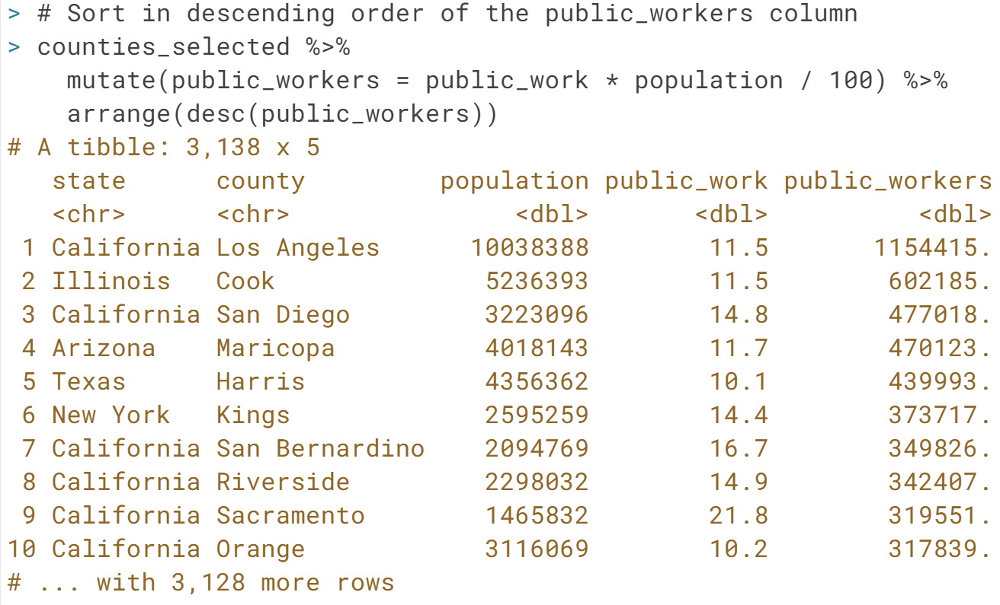 > # Sort in descending order of the public_workers column
> counties_selected %>%
    mutate(public_workers = public_work * population / 100) %>%
    arrange(desc(public_workers))
# A tibble: 3,138 x 5
   state      county         population public_work public_workers
   <chr>      <chr>               <dbl>       <dbl>          <dbl>
 1 California Los Angeles      10038388        11.5       1154415.
 2 Illinois   Cook              5236393        11.5        602185.
 3 California San Diego         3223096        14.8        477018.
 4 Arizona    Maricopa          4018143        11.7        470123.
 5 Texas      Harris            4356362        10.1        439993.
 6 New York   Kings             2595259        14.4        373717.
 7 California San Bernardino    2094769        16.7        349826.
 8 California Riverside         2298032        14.9        342407.
 9 California Sacramento        1465832        21.8        319551.
10 California Orange            3116069        10.2        317839.
# ... with 3,128 more rows